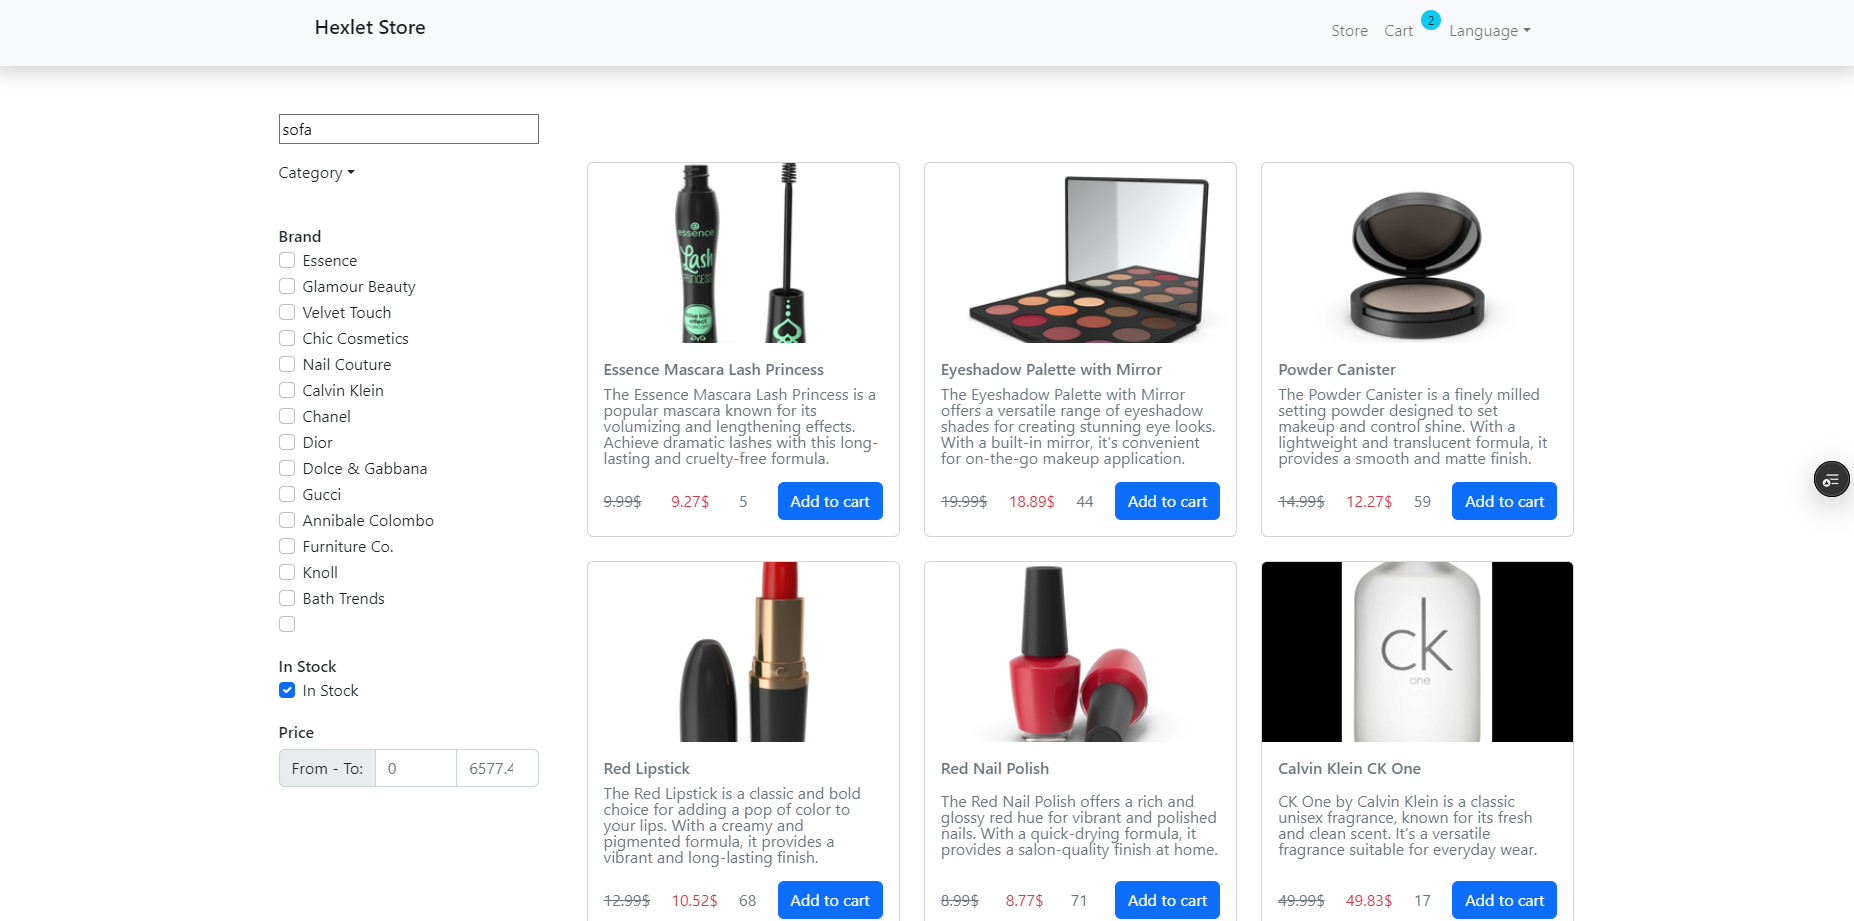 Hexlet Store
Store Cart 2 Language
sofa
Category
Brand
Essence
Glamour Beauty
Velvet Touch
Chic Cosmetics
Nail Couture
Calvin Klein
Chanel
Dior
Dolce & Gabbana
Gucci
Annibale Colombo
Furniture Co.
Knoll
Bath Trends
In Stock
In Stock
Price
From - To: 0 6577.4
essence
Lash
PRINCESS
false lash
effect
Essence Mascara Lash Princess
The Essence Mascara Lash Princess is a
popular mascara known for its
volumizing and lengthening effects.
Achieve dramatic lashes with this long-
lasting and cruelty-free formula.
9.99$ 9.27$ 5 Add to cart
Eyeshadow Palette with Mirror
The Eyeshadow Palette with Mirror
offers a versatile range of eyeshadow
shades for creating stunning eye looks.
With a built-in mirror, it's convenient
for on-the-go makeup application.
19.99$ 18.89$ 44 Add to cart
Powder Canister
The Powder Canister is a finely milled
setting powder designed to set
makeup and control shine. With a
lightweight and translucent formula, it
provides a smooth and matte finish.
14.99$ 12.27$ 59 Add to cart
Red Lipstick
The Red Lipstick is a classic and bold
choice for adding a pop of color to
your lips. With a creamy and
pigmented formula, it provides a
vibrant and long-lasting finish.
12.99$ 10.52$ 68 Add to cart
Red Nail Polish
The Red Nail Polish offers a rich and
glossy red hue for vibrant and polished
nails. With a quick-drying formula, it
provides a salon-quality finish at home.
8.99$ 8.77$ 71 Add to cart
ck
one
Calvin Klein CK One
CK One by Calvin Klein is a classic
unisex fragrance, known for its fresh
and clean scent. It's a versatile
fragrance suitable for everyday wear.
49.99$ 49.83$ 17 Add to cart